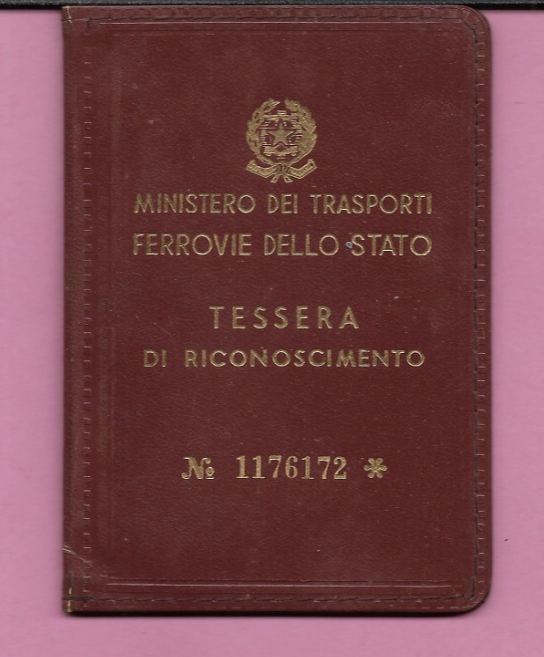 MINISTERO DEI TRASPORTI
FERROVIE DELLO STATO
TESSERA
DI RICONOSCIMENTO
№ 1176172 *